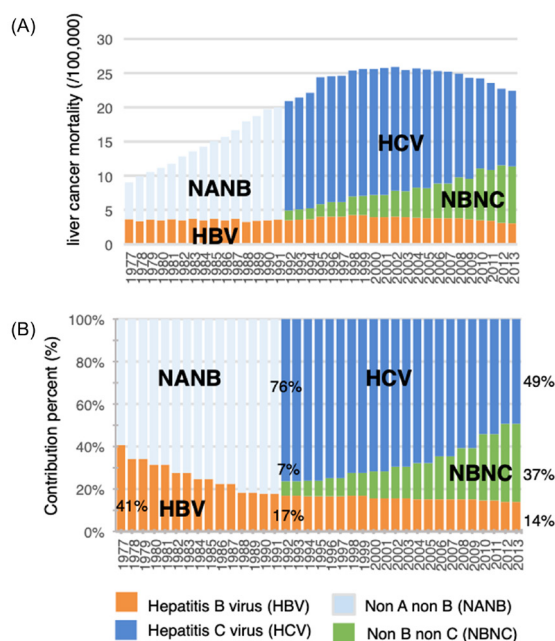 (A)
liver cancer mortality (/100,000)
30
25
20
15
10
5
0
NANB
HBV
HCV
NBNC
1977 1978 1979 1980 1981 1982 1983 1984 1985 1986 1987 1988 1989 1990 1991 1992 1993 1994 1995 1996 1997 1998 1999 2000 2001 2002 2003 2004 2005 2006 2007 2008 2009 2010 2011 2012 2013
(B)
Contribution percent (%)
100%
80%
60%
40%
20%
0%
NANB
HBV
HCV
NBNC
41%
76%
7%
17%
49%
37%
14%
1977 1978 1979 1980 1981 1982 1983 1984 1985 1986 1987 1988 1989 1990 1991 1992 1993 1994 1995 1996 1997 1998 1999 2000 2001 2002 2003 2004 2005 2006 2007 2008 2009 2010 2011 2012 2013
Hepatitis B virus (HBV)
Non A non B (NANB)
Hepatitis C virus (HCV)
Non B non C (NBNC)